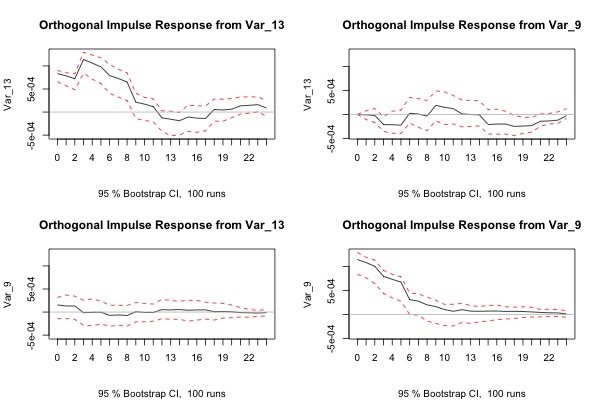 Orthogonal Impulse Response from Var_13
Var_13
5e-04
-5e-04
0 2 4 6 8 10 13 16 19 22
95 % Bootstrap CI, 100 runs
Orthogonal Impulse Response from Var_9
Var_13
5e-04
-5e-04
0 2 4 6 8 10 13 16 19 22
95 % Bootstrap CI, 100 runs
Orthogonal Impulse Response from Var_13
Var_9
5e-04
-5e-04
0 2 4 6 8 10 13 16 19 22
95 % Bootstrap CI, 100 runs
Orthogonal Impulse Response from Var_9
Var_9
5e-04
-5e-04
0 2 4 6 8 10 13 16 19 22
95 % Bootstrap CI, 100 runs